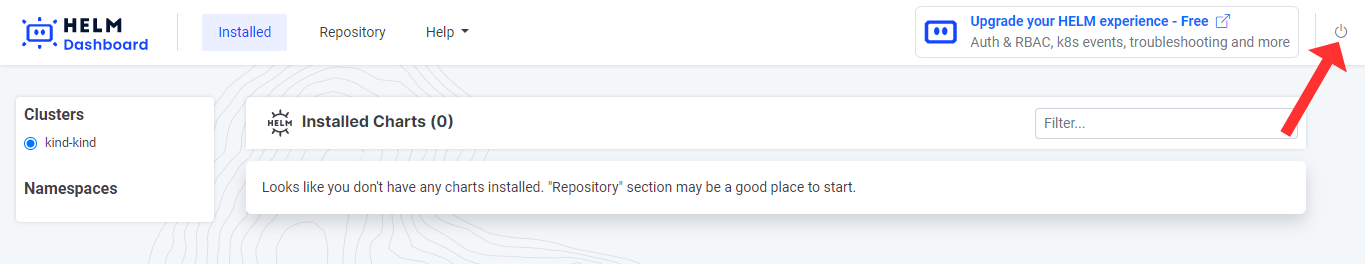 HELM
Dashboard
Installed
Repository
Help
Upgrade your HELM experience - Free
Auth & RBAC, k8s events, troubleshooting and more
Clusters
kind-kind
Namespaces
HELM
Installed Charts (0)
Filter...
Looks like you don't have any charts installed. "Repository" section may be a good place to start.